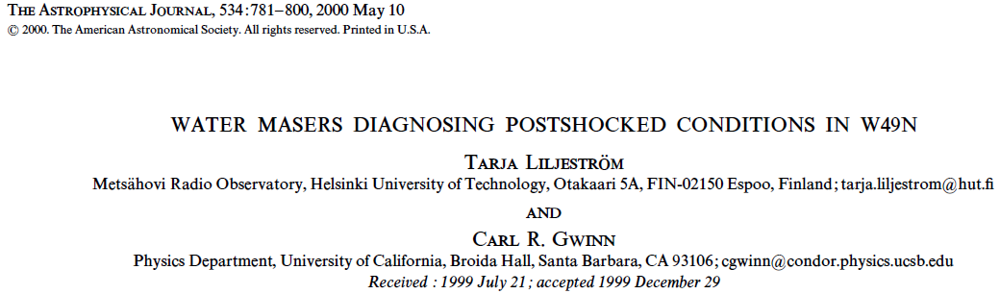 THE ASTROPHYSICAL JOURNAL, 534:781–800, 2000 May 10
© 2000. The American Astronomical Society. All rights reserved. Printed in U.S.A.
WATER MASERS DIAGNOSING POSTSHOCKED CONDITIONS IN W49N
TARJA LILJESTRÖM
Metsähovi Radio Observatory, Helsinki University of Technology, Otakaari 5A, FIN-02150 Espoo, Finland; tarja.liljestrom@hut.fi
AND
CARL R. GWINN
Physics Department, University of California, Broida Hall, Santa Barbara, CA 93106; cgwinn@condor.physics.ucsb.edu
Received : 1999 July 21; accepted 1999 December 29